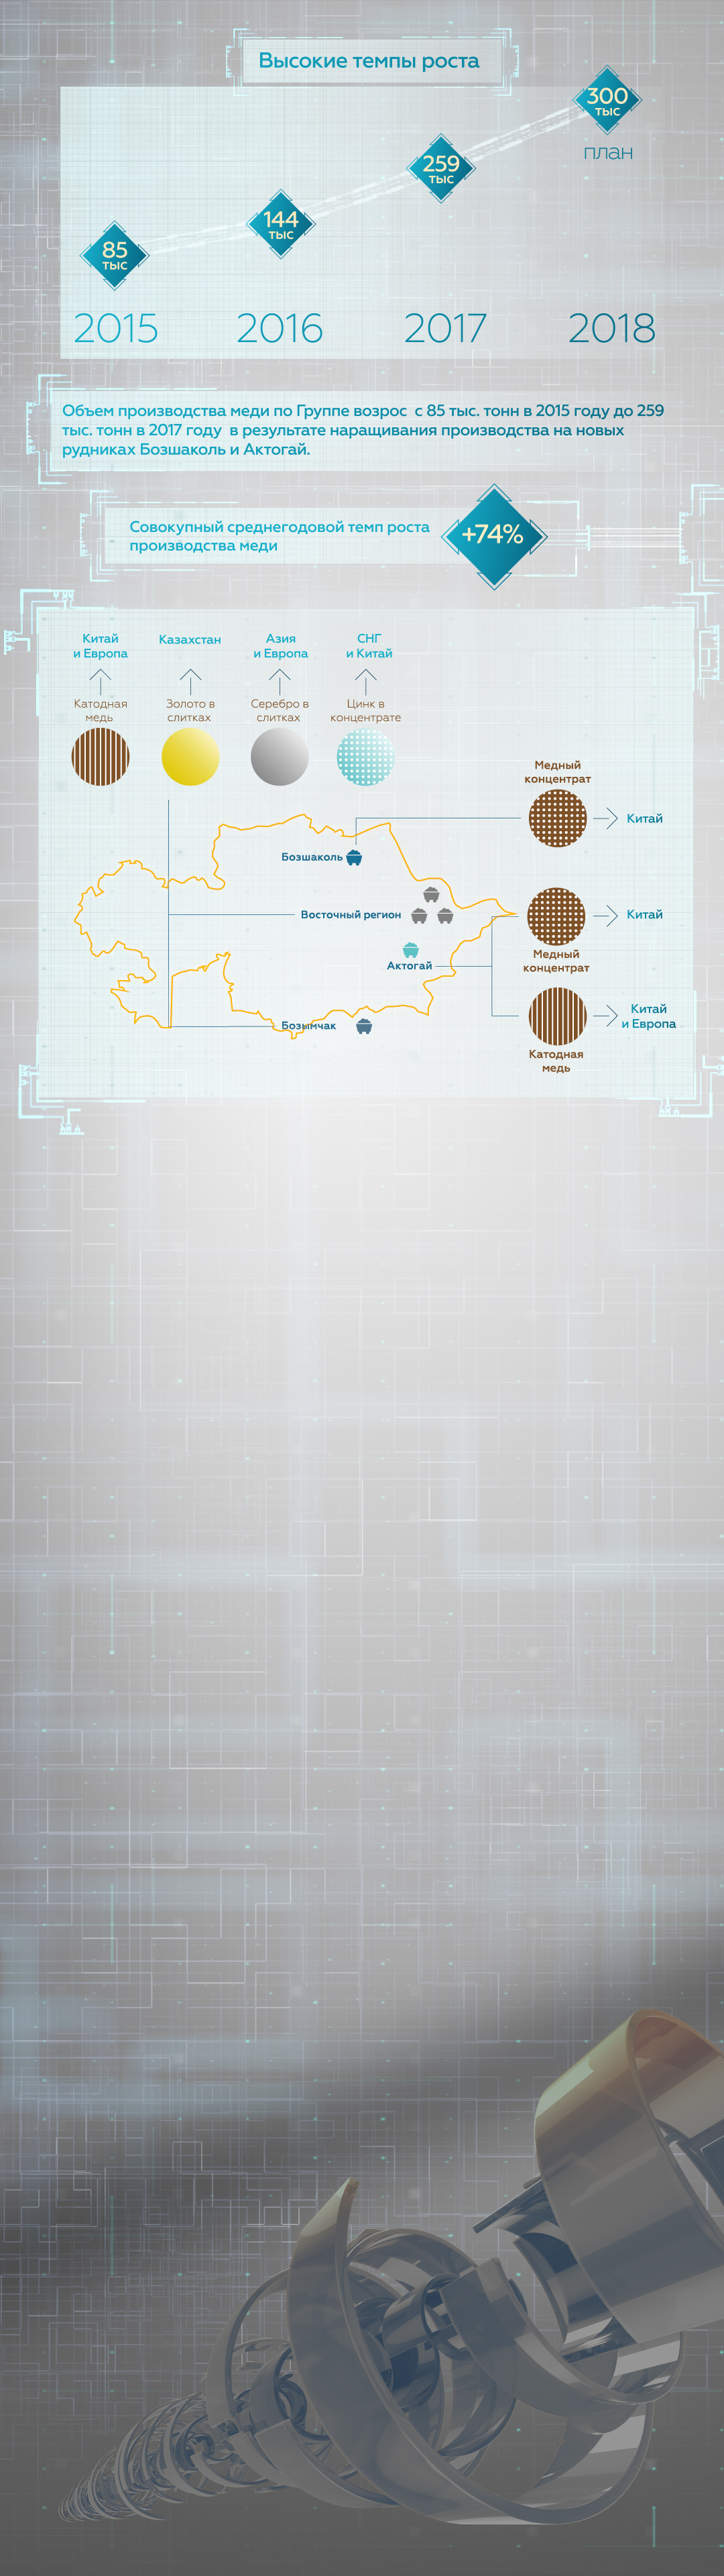 Высокие темпы роста
300
ТЫС
план
259
ТЫС
144
ТЫС
85
ТЫС
2015 2016 2017 2018
Объем производства меди по Группе возрос с 85 тыс. тонн в 2015 году до 259
тыс. тонн в 2017 году в результате наращивания производства на новых
рудниках Бозшаколь и Актогай.
Совокупный среднегодовой темп роста
производства меди
+74%
Китай
и Европа
Казахстан
Азия
и Европа
СНГ
и Китай
Катодная
медь
Золото в
слитках
Серебро в
слитках
Цинк в
концентрате
Медный
концентрат
Китай
Бозшаколь
Восточный регион
Китай
Медный
концентрат
Актогай
Китай
и Европа
Бозымчак
Катодная
медь